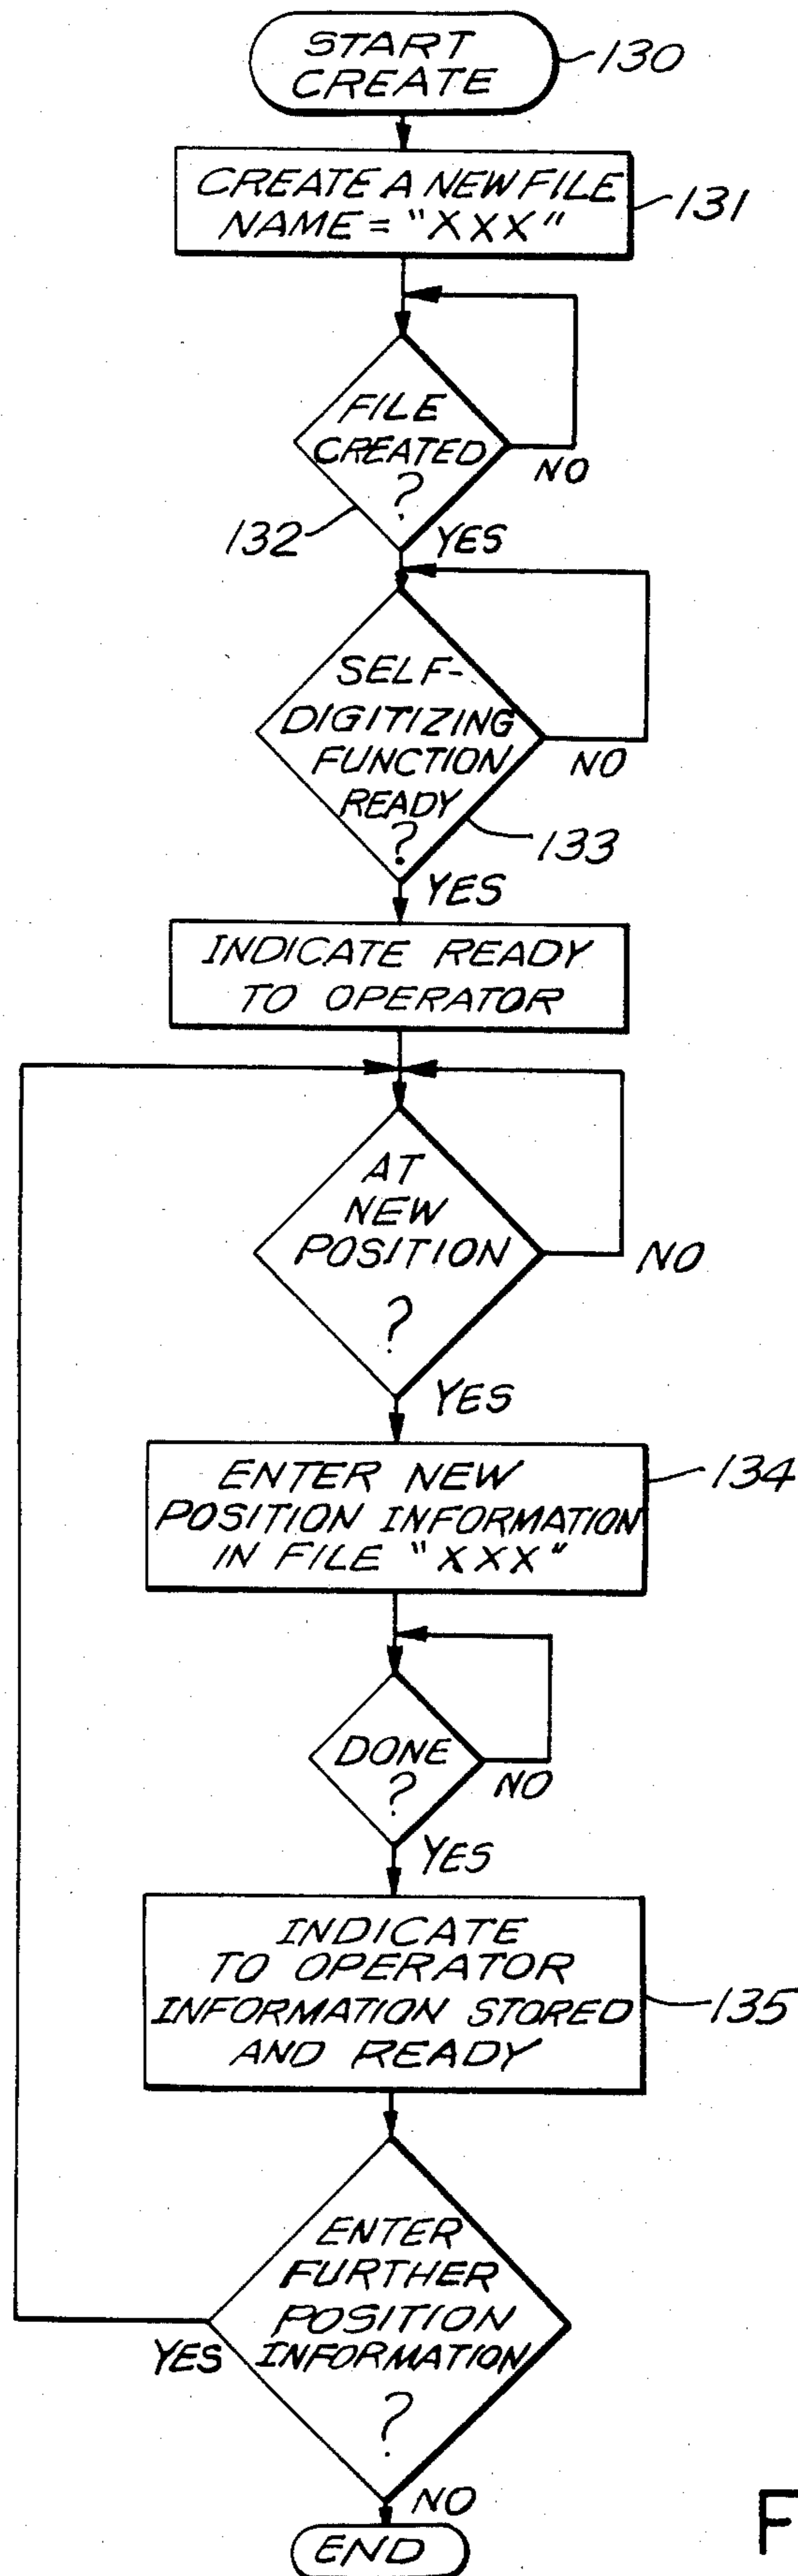 START
CREATE
130
CREATE A NEW FILE
NAME = "XXX"
131
FILE
CREATED
?
NO
132
YES
SELF-
DIGITIZING
FUNCTION
READY
?
NO
133
YES
INDICATE READY
TO OPERATOR
AT
NEW
POSITION
?
NO
YES
ENTER NEW
POSITION INFORMATION
IN FILE "XXX"
134
DONE
?
NO
YES
INDICATE
TO OPERATOR
INFORMATION STORED
AND READY
135
ENTER
FURTHER
POSITION
INFORMATION
?
YES
NO
F
END